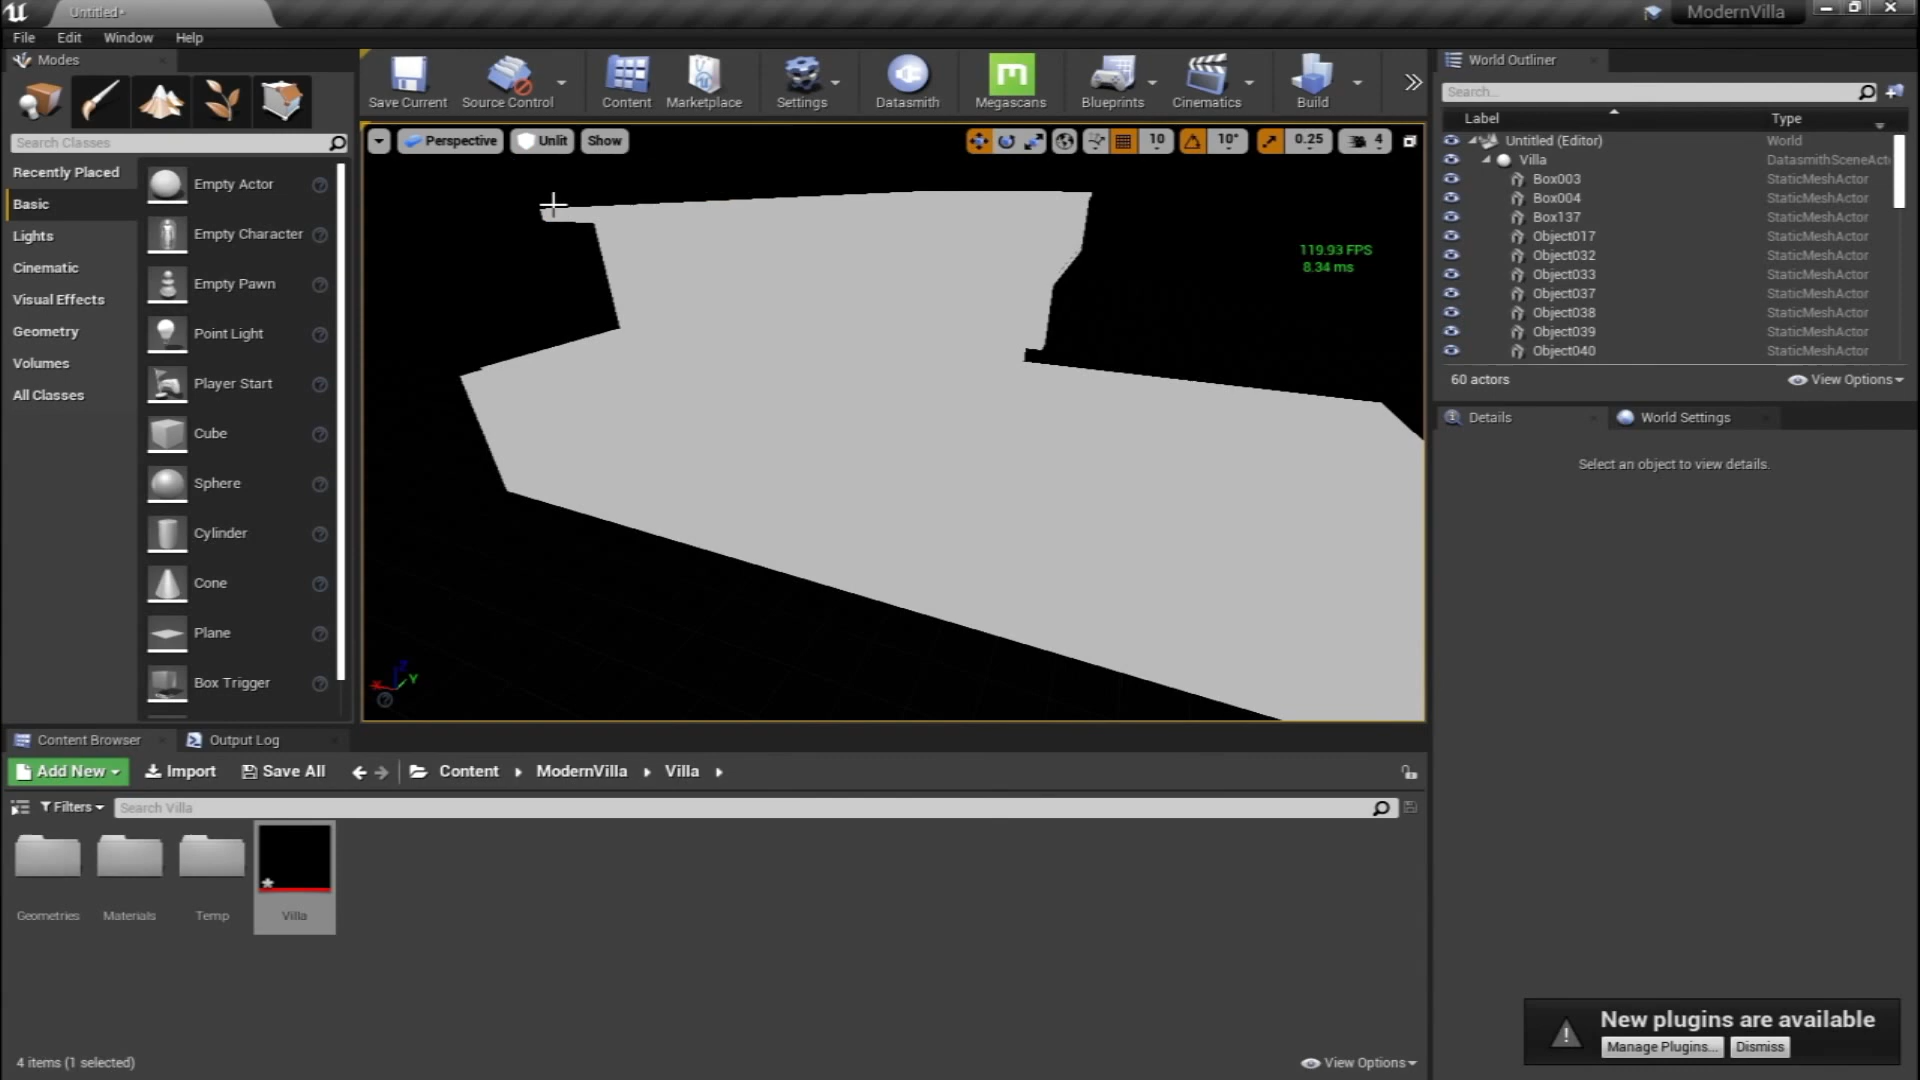 Untitled*
ModernVilla
File Edit Window Help
Modes
Search Classes
Recently Placed
Basic
Lights
Cinematic
Visual Effects
Geometry
Volumes
All Classes
Empty Actor
Empty Character
Empty Pawn
Point Light
Player Start
Cube
Sphere
Cylinder
Cone
Plane
Box Trigger
Save Current
Source Control
Content
Marketplace
Settings
Datasmith
Megascans
Blueprints
Cinematics
Build
Perspective
Unlit
Show
10
10°
0.25
4
119.93 FPS
8.34 ms
X Y Z
World Outliner
Search...
Label Type
Untitled (Editor) World
Villa DatasmithSceneActo
Box003 StaticMeshActor
Box004 StaticMeshActor
Box137 StaticMeshActor
Object017 StaticMeshActor
Object032 StaticMeshActor
Object033 StaticMeshActor
Object037 StaticMeshActor
Object038 StaticMeshActor
Object039 StaticMeshActor
Object040 StaticMeshActor
60 actors
View Options
Details
World Settings
Select an object to view details.
Content Browser
Output Log
Add New
Import
Save All
Content
ModernVilla
Villa
Filters
Search Villa
Geometries
Materials
Temp
Villa
4 items (1 selected)
View Options
New plugins are available
Manage Plugins...
Dismiss